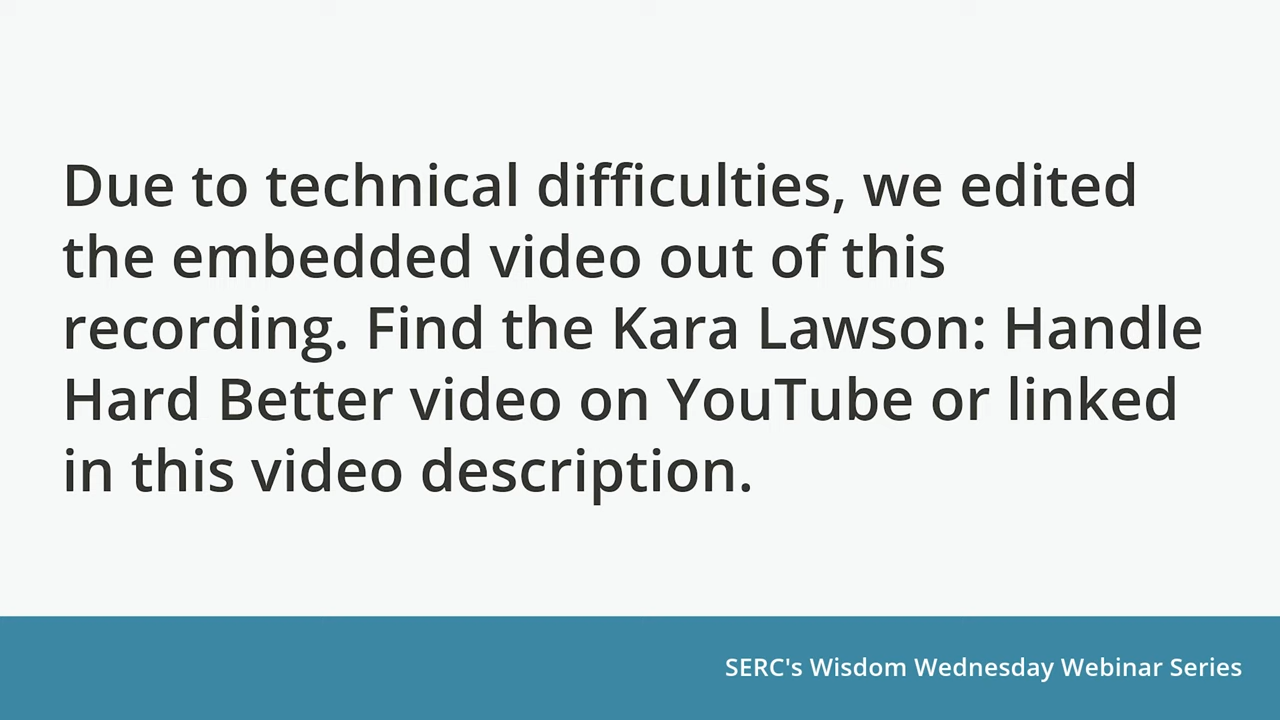 Due to technical difficulties, we edited
the embedded video out of this
recording. Find the Kara Lawson: Handle
Hard Better video on YouTube or linked
in this video description.
SERC's Wisdom Wednesday Webinar Series